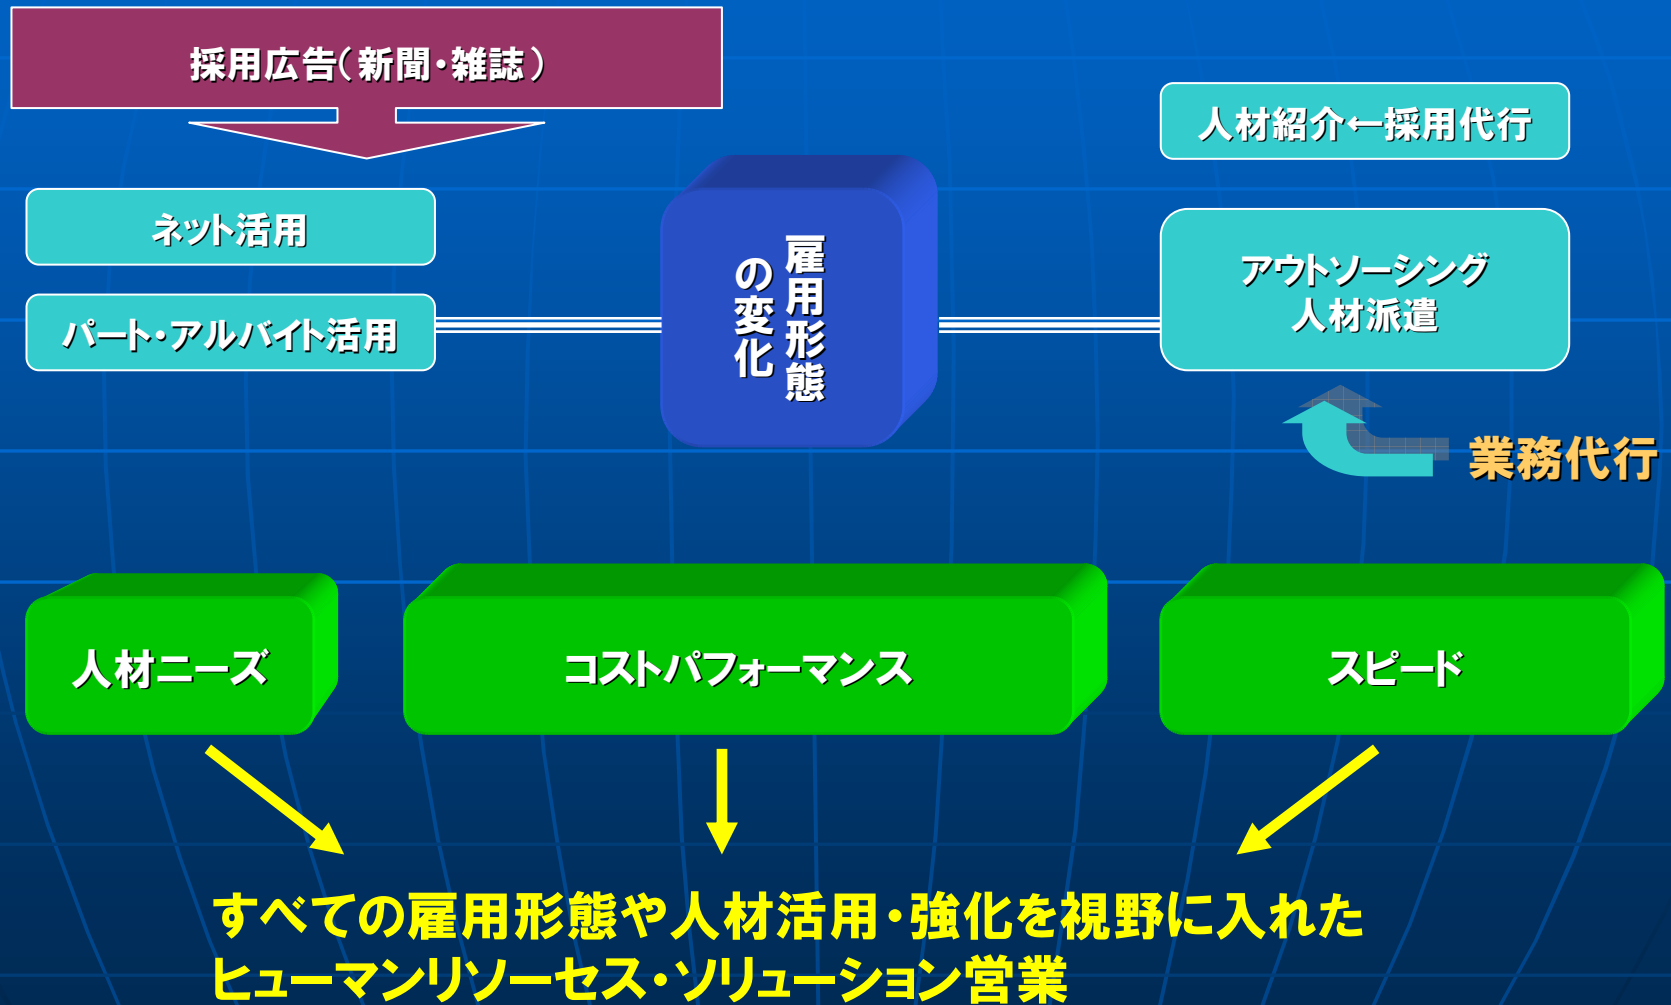 採用広告（新聞・雑誌）
ネット活用
パート・アルバイト活用
雇用形態
の変化
人材紹介←採用代行
アウトソーシング
人材派遣
業務代行
人材ニーズ
コストパフォーマンス
スピード
すべての雇用形態や人材活用・強化を視野に入れた
ヒューマンリソーセス・ソリューション営業